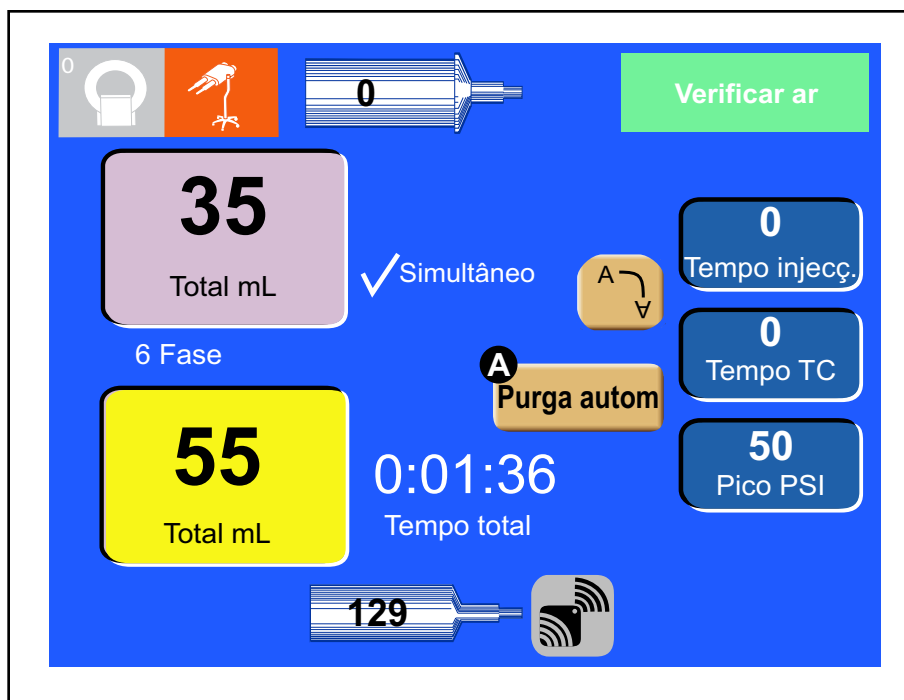 0
0
Verificar ar
35
Total mL
Simultâneo
A
A
0
Tempo injecç.
6 Fase
0
Tempo TC
A
Purga autom
55
Total mL
0:01:36
Tempo total
50
Pico PSI
129